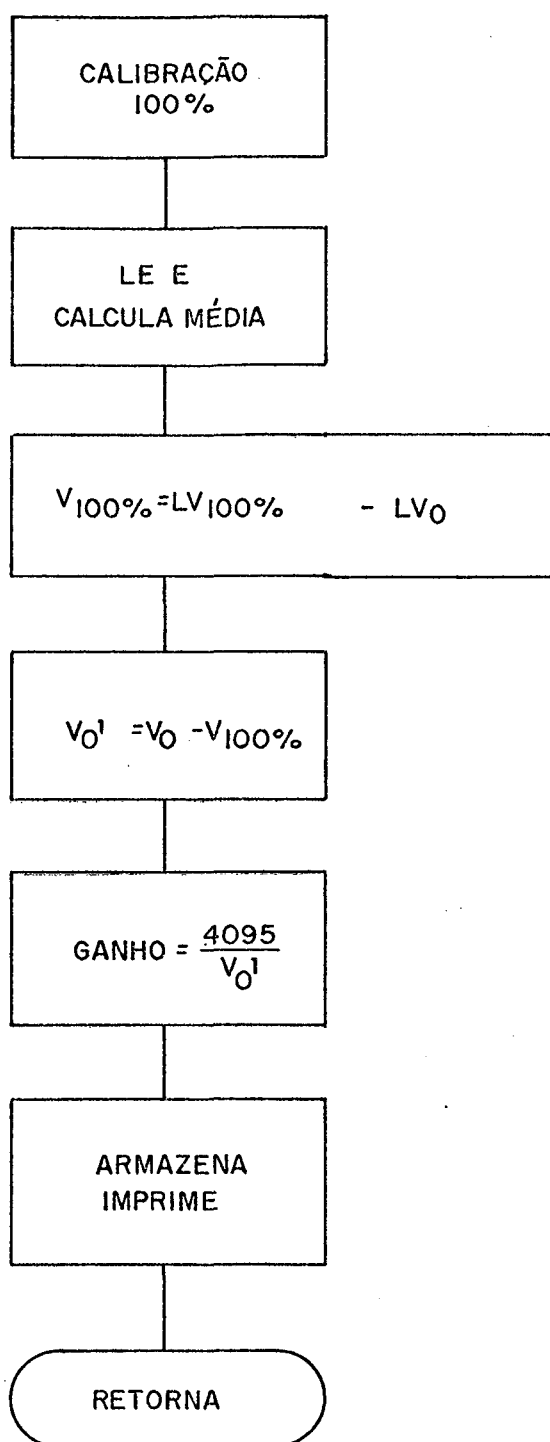 CALIBRAÇÃO
100%
LE E
CALCULA MÉDIA
V100% = LV100% - LV0
V0' = V0 - V100%
GANHO = 4095
V0'
ARMAZENA
IMPRIME
RETORNA